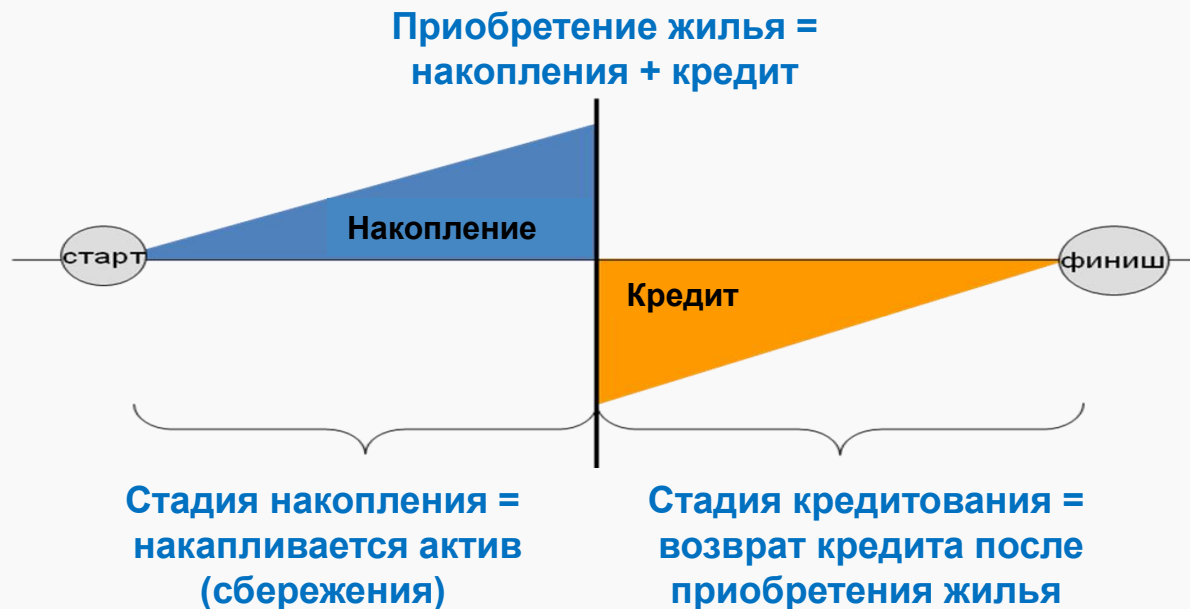 Приобретение жилья =
накопления + кредит
Накопление
старт
финиш
Кредит
Стадия накопления =
накапливается актив
(сбережения)
Стадия кредитования =
возврат кредита после
приобретения жилья